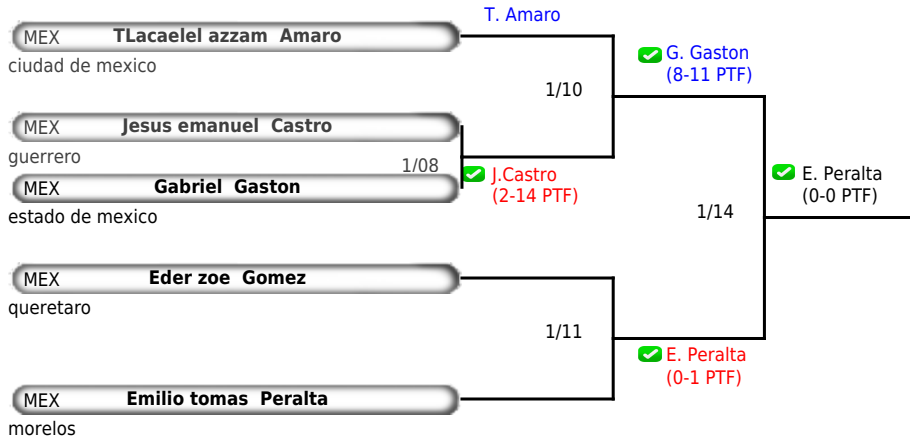 T. Amaro
MEX TLacaelel azzam Amaro
ciudad de mexico
G. Gaston
(8-11 PTF)
1/10
MEX Jesus emanuel Castro
guerrero
1/08
MEX Gabriel Gaston
estado de mexico
J.Castro
(2-14 PTF)
E. Peralta
(0-0 PTF)
1/14
MEX Eder zoe Gomez
queretaro
1/11
E. Peralta
(0-1 PTF)
MEX Emilio tomas Peralta
morelos